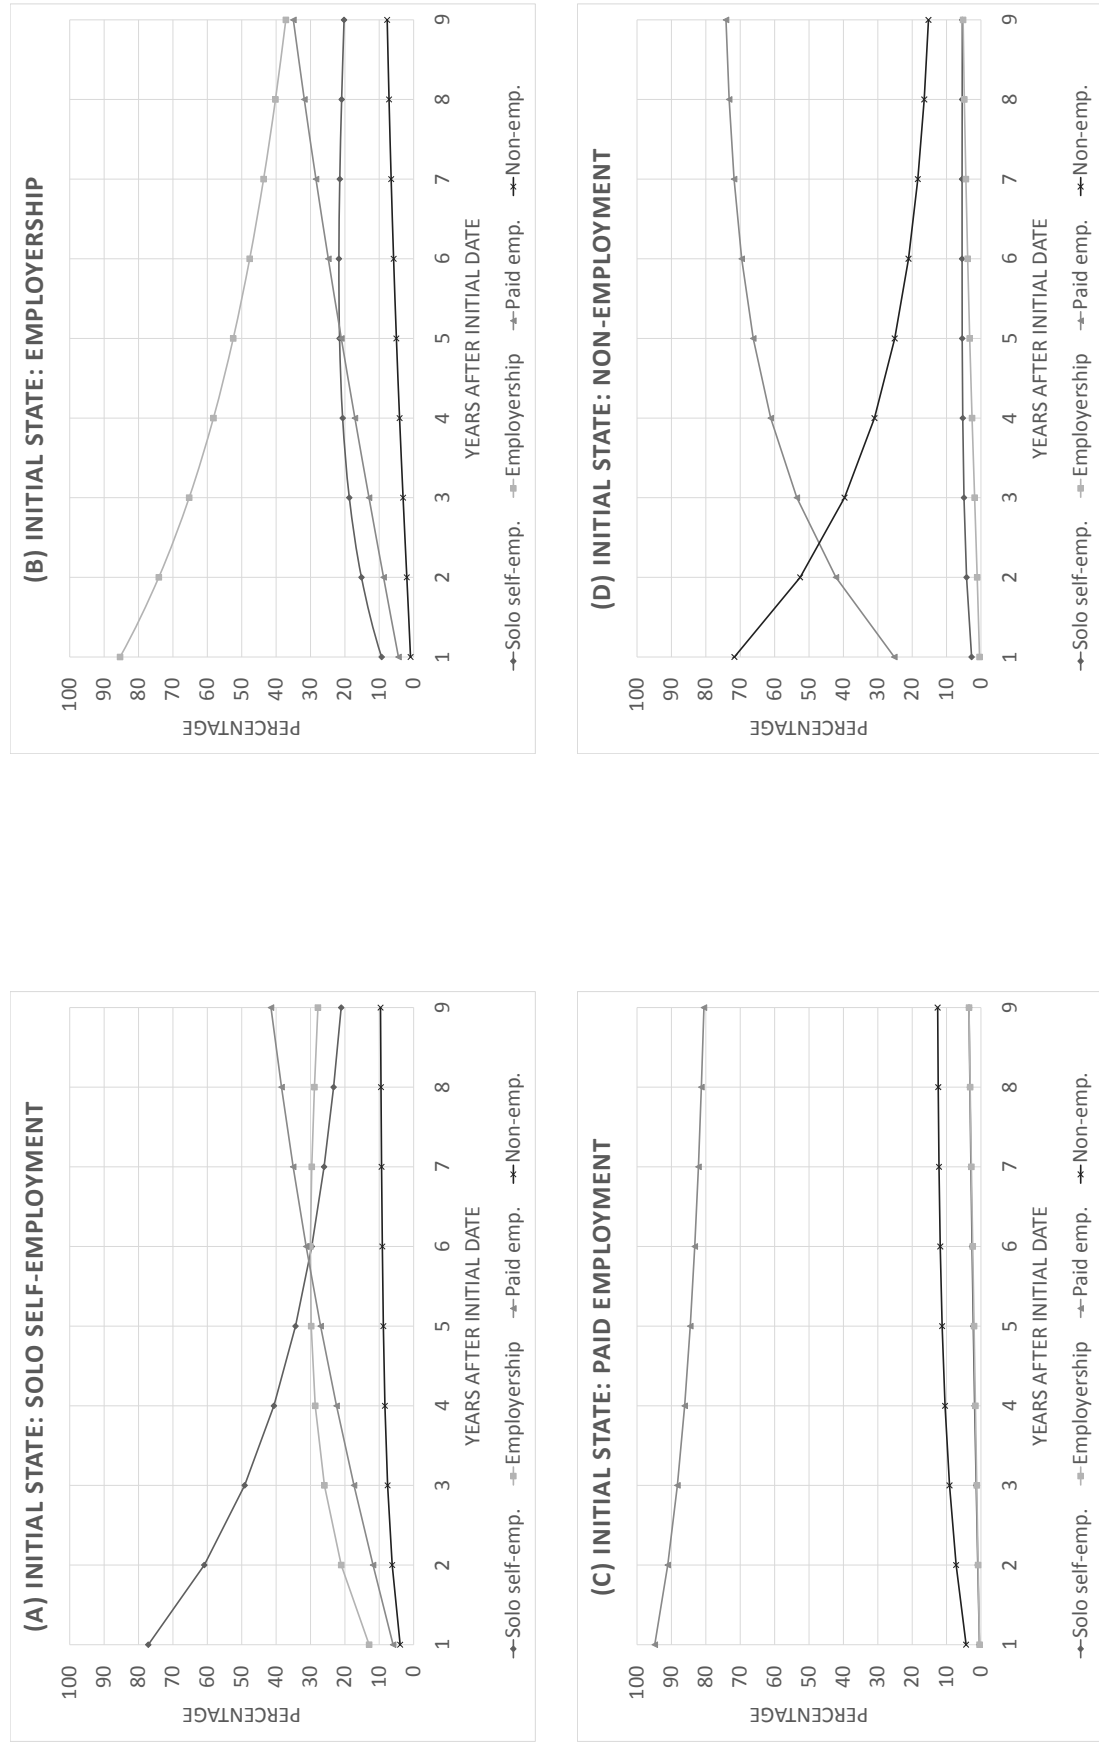 (A) INITIAL STATE: SOLO SELF-EMPLOYMENT
PERCENTAGE
100
90
80
70
60
50
40
30
20
10
0
1 2 3 4 5 6 7 8 9
YEARS AFTER INITIAL DATE
Solo self-emp. Employership Paid emp. Non-emp.
(B) INITIAL STATE: EMPLOYERSHIP
PERCENTAGE
100
90
80
70
60
50
40
30
20
10
0
1 2 3 4 5 6 7 8 9
YEARS AFTER INITIAL DATE
Solo self-emp. Employership Paid emp. Non-emp.
(C) INITIAL STATE: PAID EMPLOYMENT
PERCENTAGE
100
90
80
70
60
50
40
30
20
10
0
1 2 3 4 5 6 7 8 9
YEARS AFTER INITIAL DATE
Solo self-emp. Employership Paid emp. Non-emp.
(D) INITIAL STATE: NON-EMPLOYMENT
PERCENTAGE
100
90
80
70
60
50
40
30
20
10
0
1 2 3 4 5 6 7 8 9
YEARS AFTER INITIAL DATE
Solo self-emp. Employership Paid emp. Non-emp.